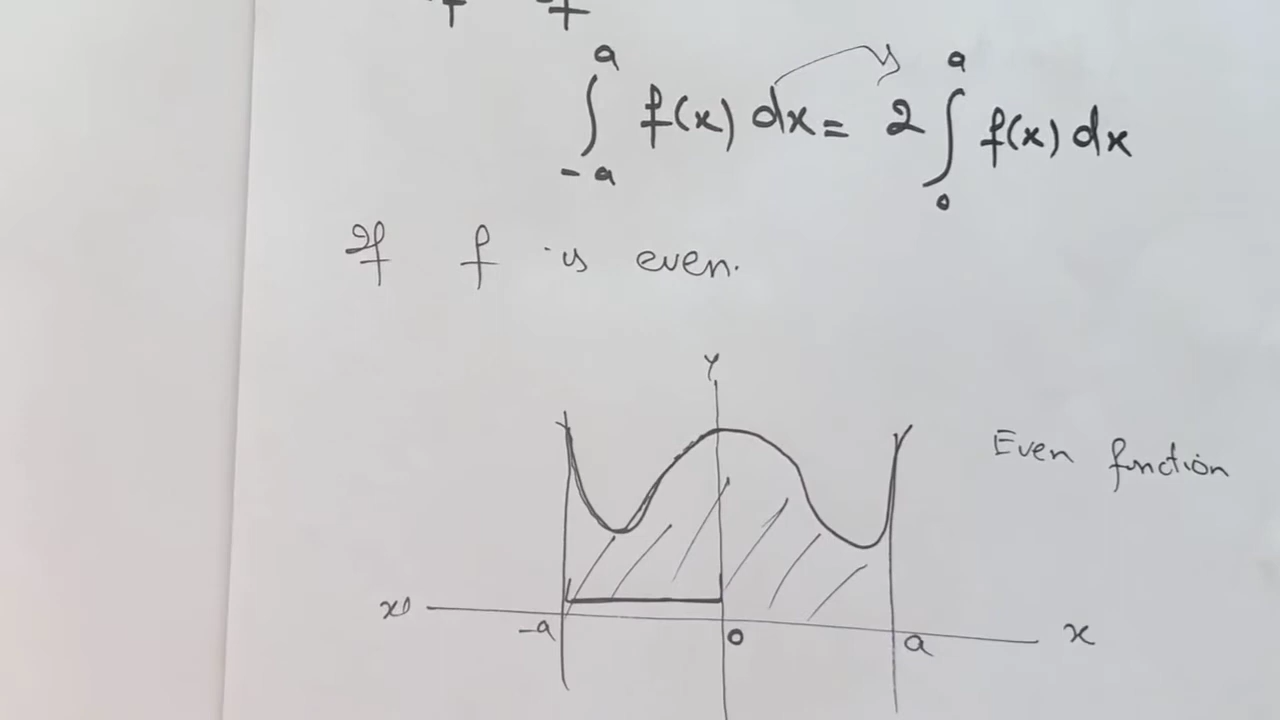 ∫_{-a}^{a} f(x) dx = 2 ∫_{0}^{a} f(x) dx
If f is even.
Y
Even function
x' -a 0 a x